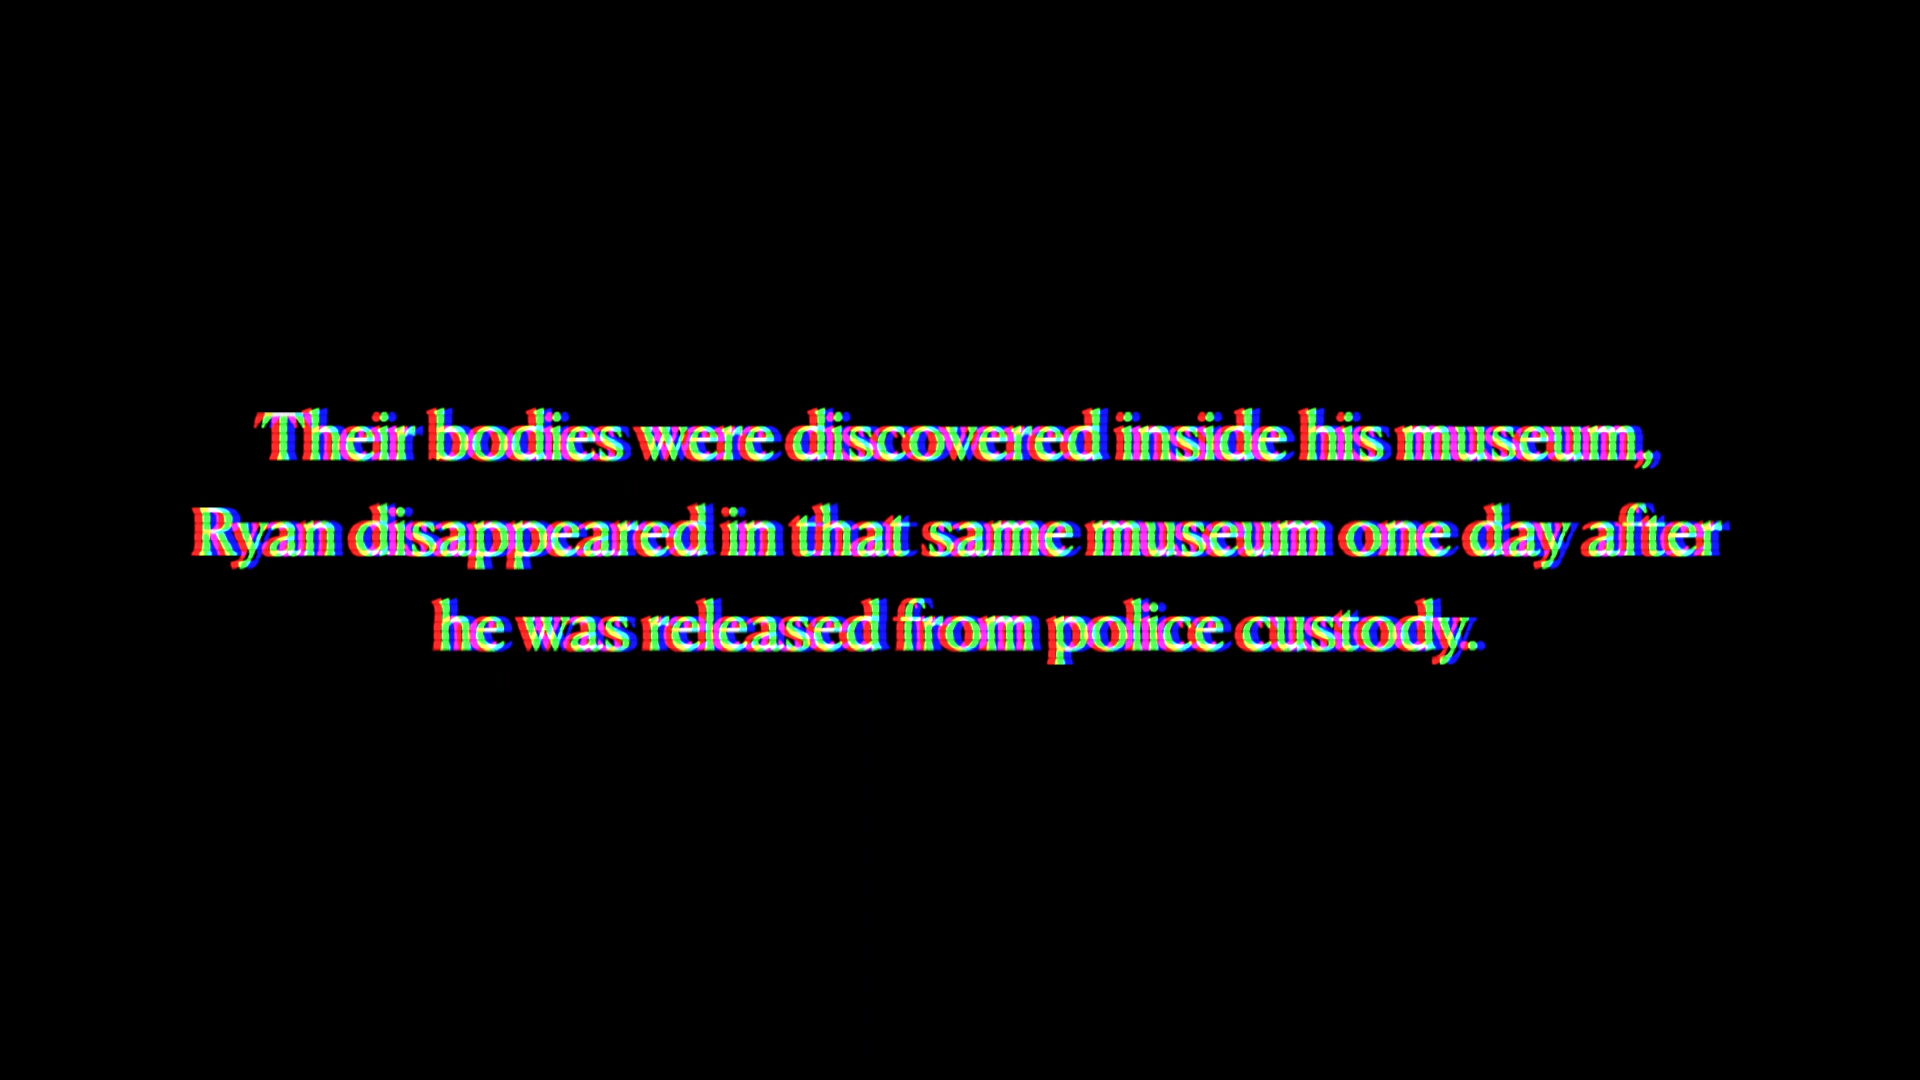 Their bodies were discovered inside his museum,
Ryan disappeared in that same museum one day after
he was released from police custody.